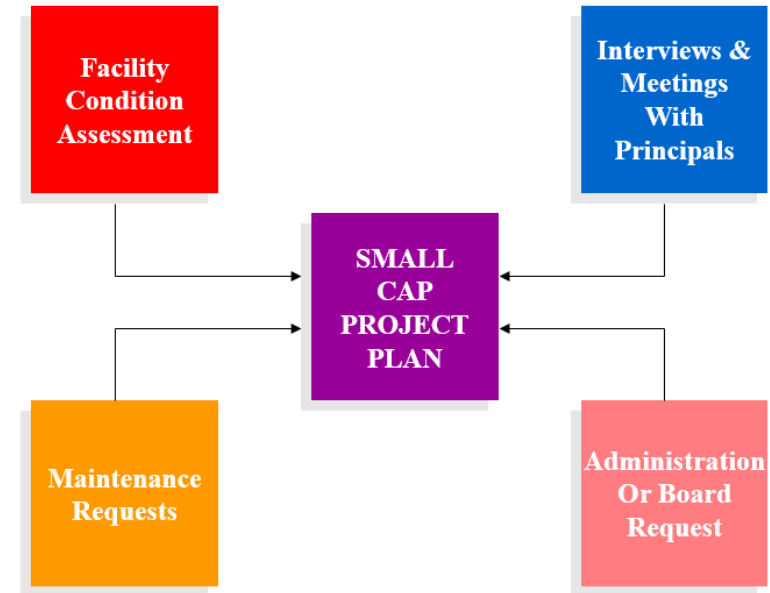 Facility
Condition
Assessment
Interviews &
Meetings
With
Principals
SMALL
CAP
PROJECT
PLAN
Maintenance
Requests
Administration
Or Board
Request